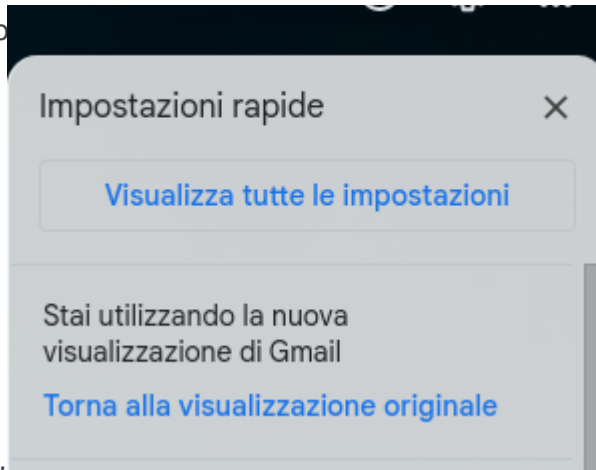 Impostazioni rapide
Visualizza tutte le impostazioni
Stai utilizzando la nuova
visualizzazione di Gmail
Torna alla visualizzazione originale